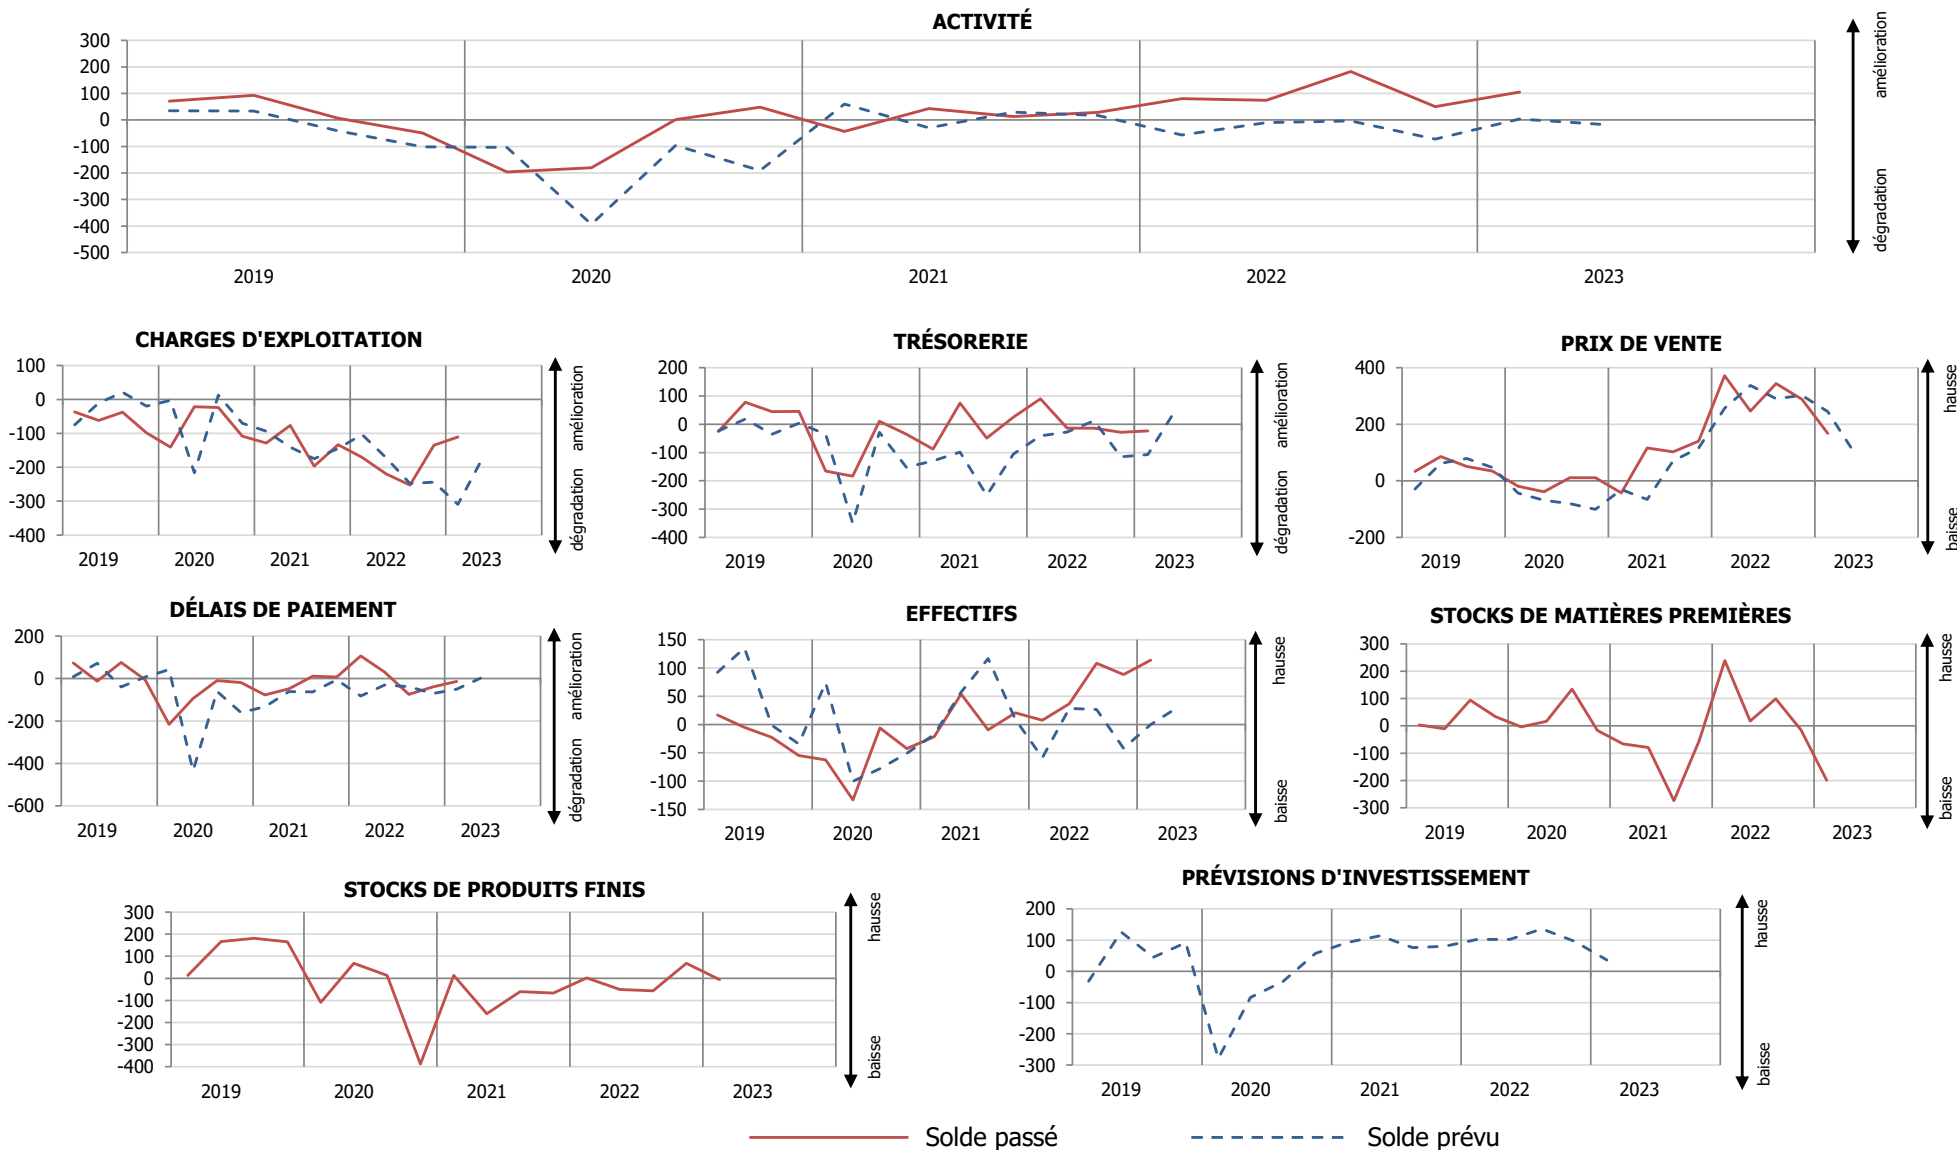 ACTIVITÉ
300
200
100
0
-100
-200
-300
-400
-500
2019 2020 2021 2022 2023
amélioration
dégradation
CHARGES D'EXPLOITATION
100
0
-100
-200
-300
-400
2019 2020 2021 2022 2023
amélioration
dégradation
TRÉSORERIE
200
100
0
-100
-200
-300
-400
2019 2020 2021 2022 2023
amélioration
dégradation
PRIX DE VENTE
400
200
0
-200
2019 2020 2021 2022 2023
hausse
baisse
DÉLAIS DE PAIEMENT
200
0
-200
-400
-600
2019 2020 2021 2022 2023
amélioration
dégradation
EFFECTIFS
150
100
50
0
-50
-100
-150
2019 2020 2021 2022 2023
hausse
baisse
STOCKS DE MATIÈRES PREMIÈRES
300
200
100
0
-100
-200
-300
2019 2020 2021 2022 2023
hausse
baisse
STOCKS DE PRODUITS FINIS
300
200
100
0
-100
-200
-300
-400
2019 2020 2021 2022 2023
hausse
baisse
PRÉVISIONS D'INVESTISSEMENT
200
100
0
-100
-200
-300
2019 2020 2021 2022 2023
hausse
baisse
Solde passé Solde prévu